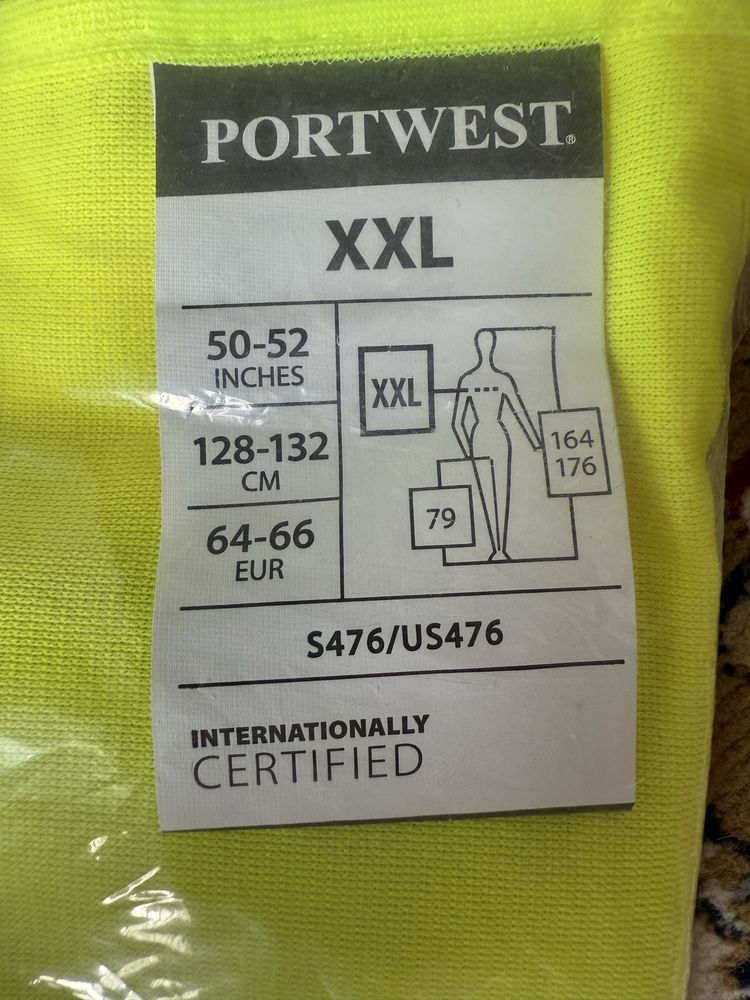 PORTWEST®
XXL
50-52
INCHES
128-132
CM
64-66
EUR
XXL
164
176
79
S476/US476
INTERNATIONALLY
CERTIFIED